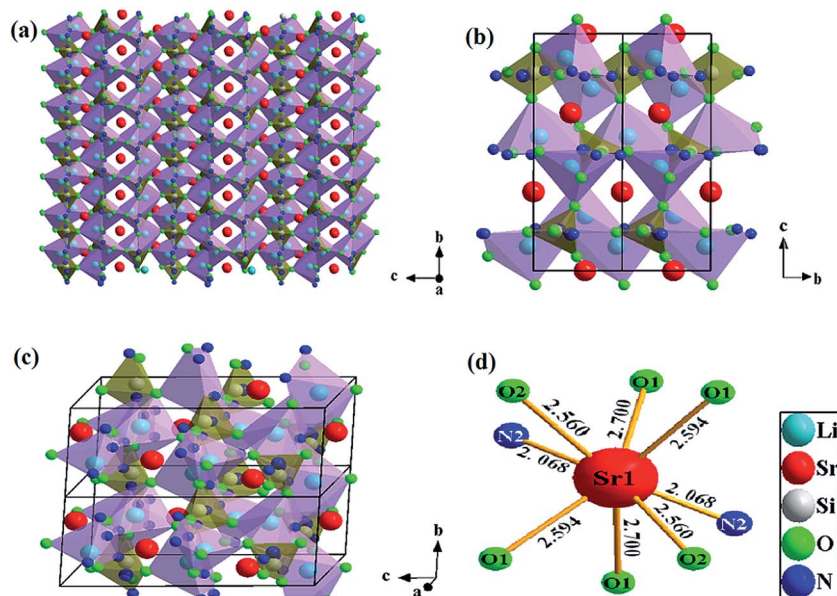 (a)
b
c
a
(b)
c
b
(c)
b
c
a
(d)
O2
O1
O1
2.560
2.700
2.594
N2
2. 068
Sr1
2. 068
N2
2.594
2.700
2.560
O1
O1
O2
Li
Sr
Si
O
N